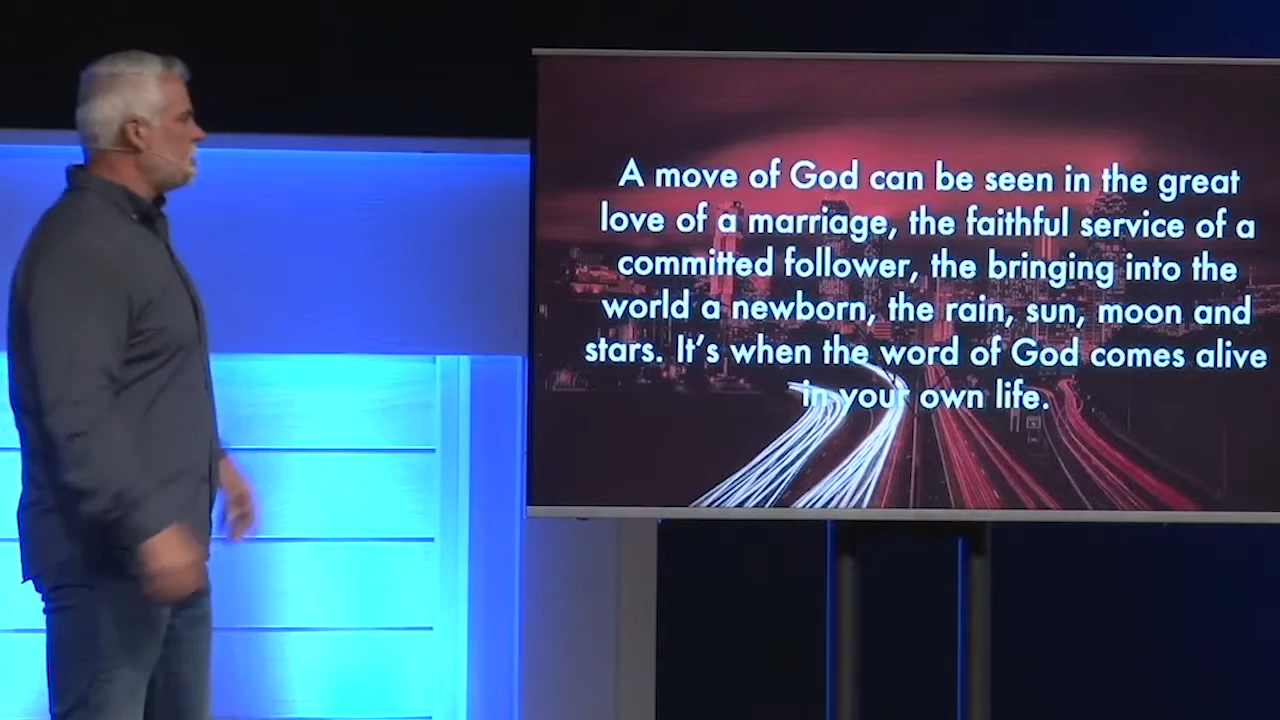 A move of God can be seen in the great
love of a marriage, the faithful service of a
committed follower, the bringing into the
world a newborn, the rain, sun, moon and
stars. It’s when the word of God comes alive
in your own life.